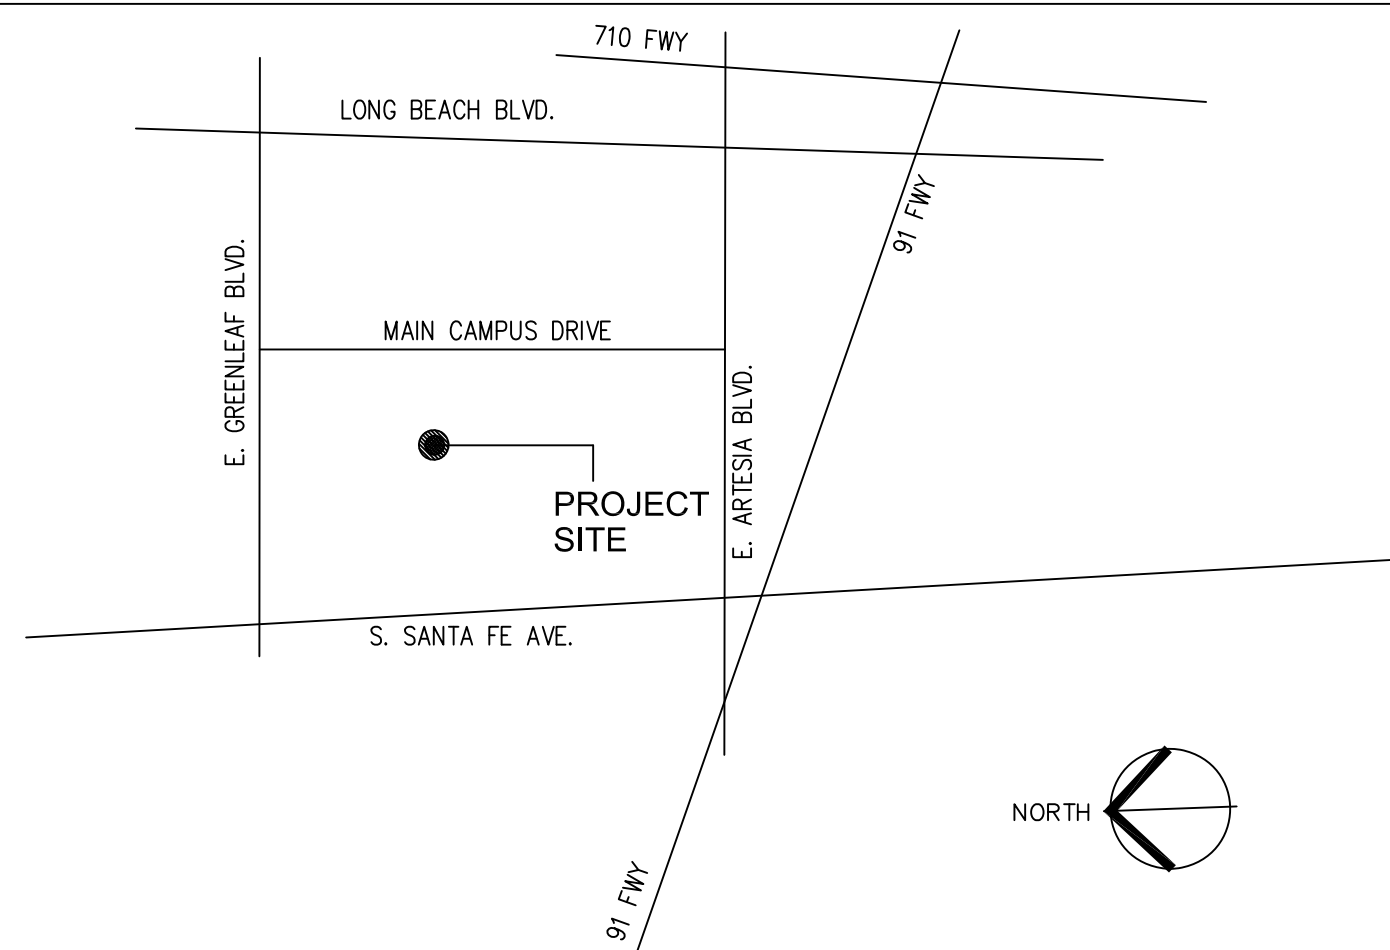 710 FWY
LONG BEACH BLVD.
91 FWY
E. GREENLEAF BLVD.
MAIN CAMPUS DRIVE
E. ARTESIA BLVD.
PROJECT
SITE
S. SANTA FE AVE.
NORTH
91 FWY